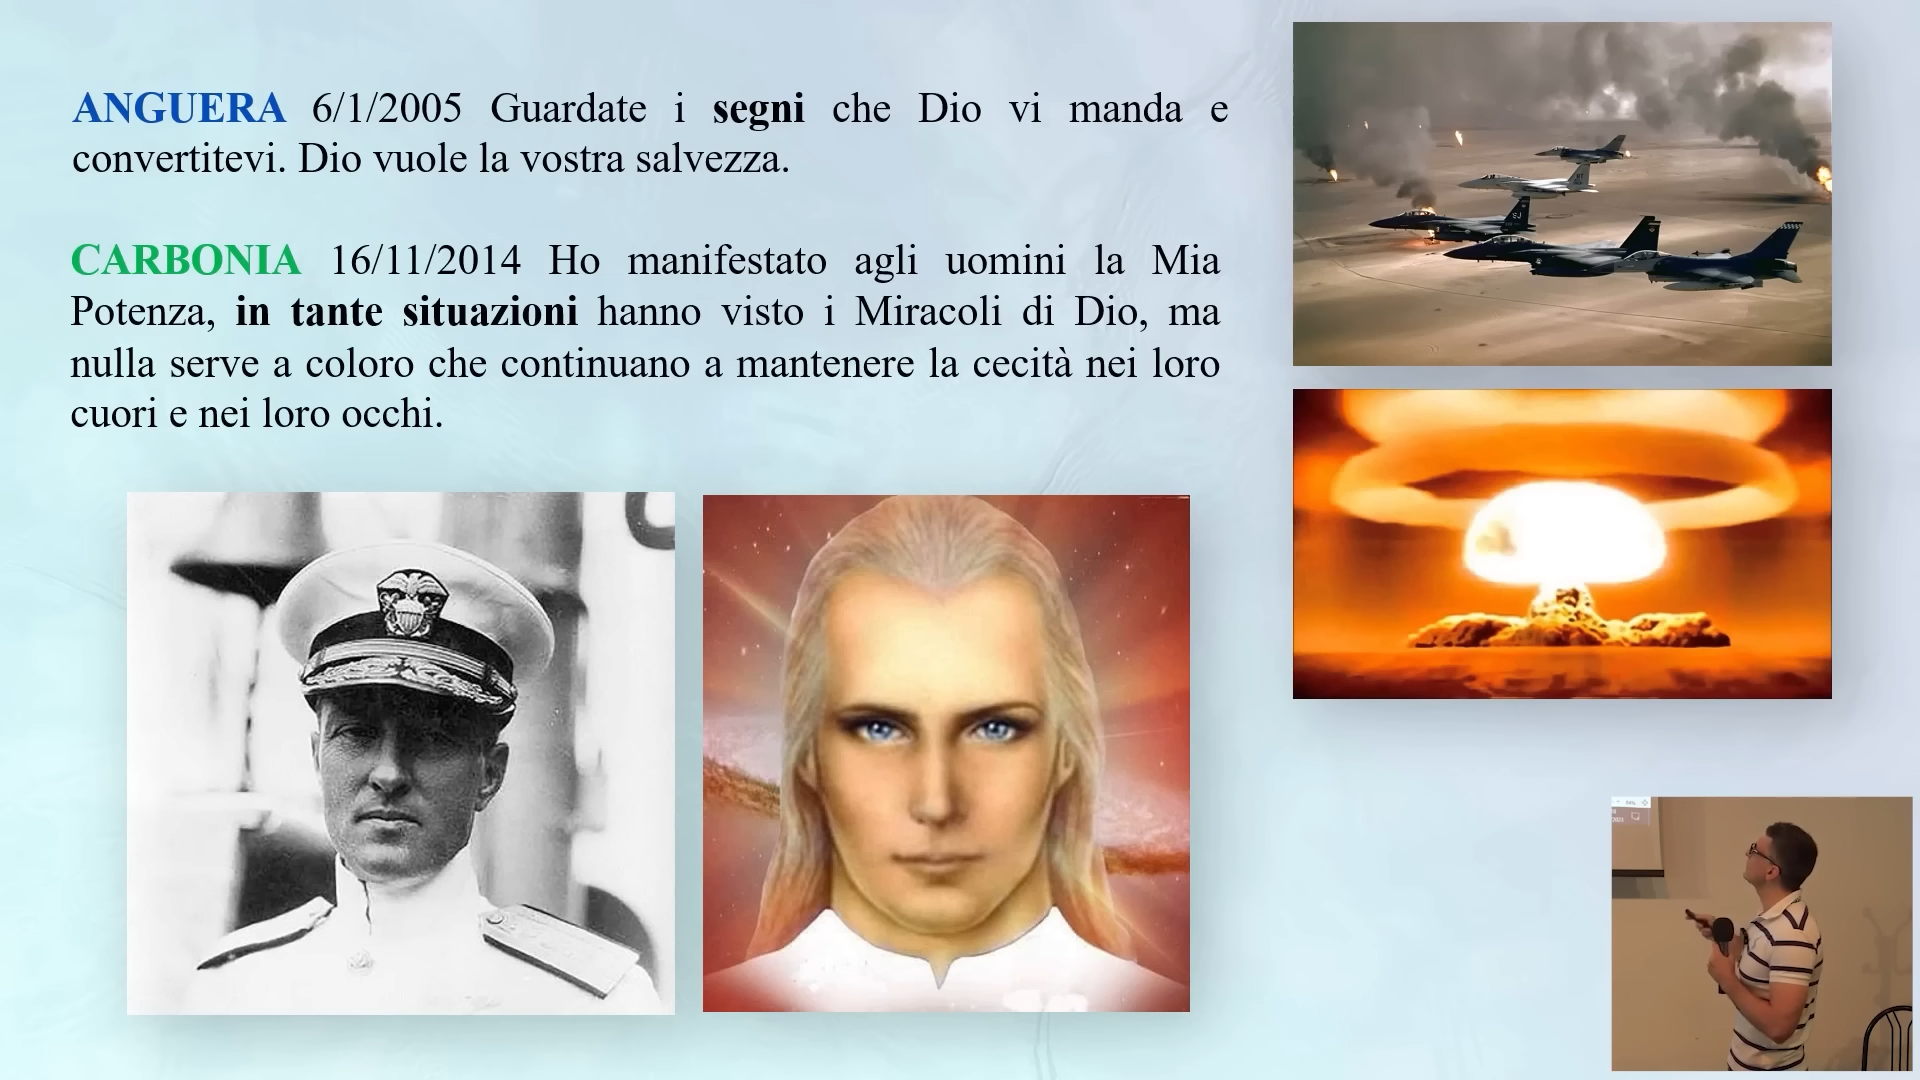 ANGUERA 6/1/2005 Guardate i segni che Dio vi manda e
convertitevi. Dio vuole la vostra salvezza.
CARBONIA 16/11/2014 Ho manifestato agli uomini la Mia
Potenza, in tante situazioni hanno visto i Miracoli di Dio, ma
nulla serve a coloro che continuano a mantenere la cecità nei loro
cuori e nei loro occhi.
SJ